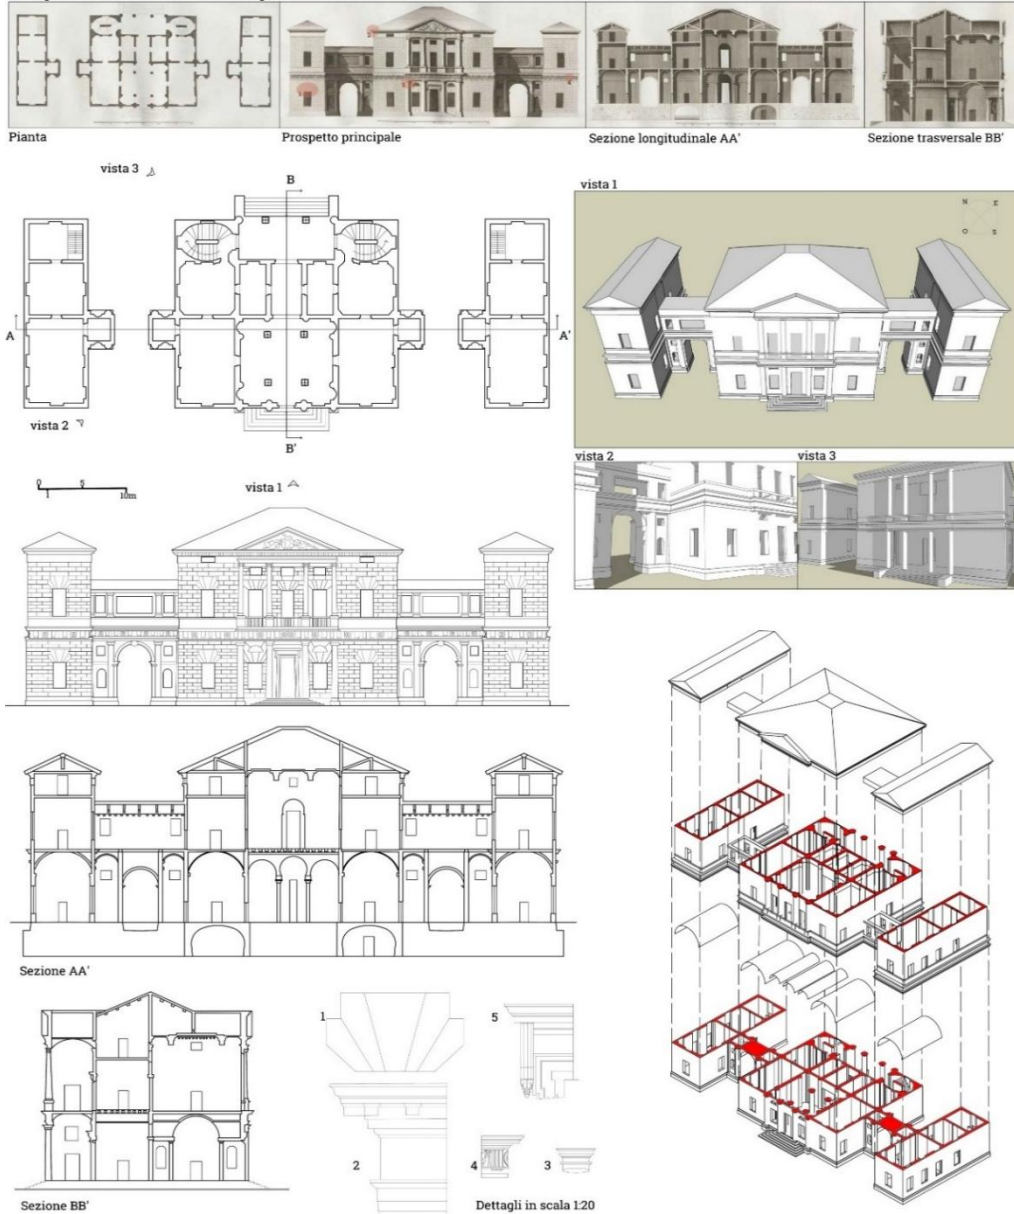 Pianta
Prospetto principale
Sezione longitudinale AA'
Sezione trasversale BB'
vista 3
B
vista 1
N E
O S
A
A'
vista 2
B'
vista 2
vista 3
0 5
1 10m
vista 1
Sezione AA'
1
5
2
4
3
Sezione BB'
Dettagli in scala 1:20